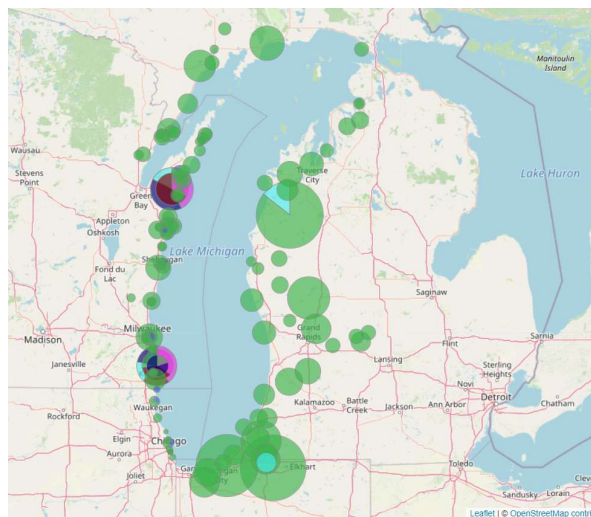 Manitoulin
Island
Wausau
Stevens
Point
Green
Bay
Traverse
City
Lake Huron
Appleton
Oshkosh
Lake Michigan
Fond du
Lac
Saginaw
Milwaukee
Madison
Grand
Rapids
Flint
Sarnia
Janesville
Lansing
Sterling
Heights
Novi
Detroit
Waukegan
Kalamazoo
Battle
Creek
Jackson
Ann Arbor
Chatham
Rockford
Elgin
Chicago
Aurora
Joliet
Elkhart
Toledo
Sandusky
Lorain
Leaflet | © OpenStreetMap contri